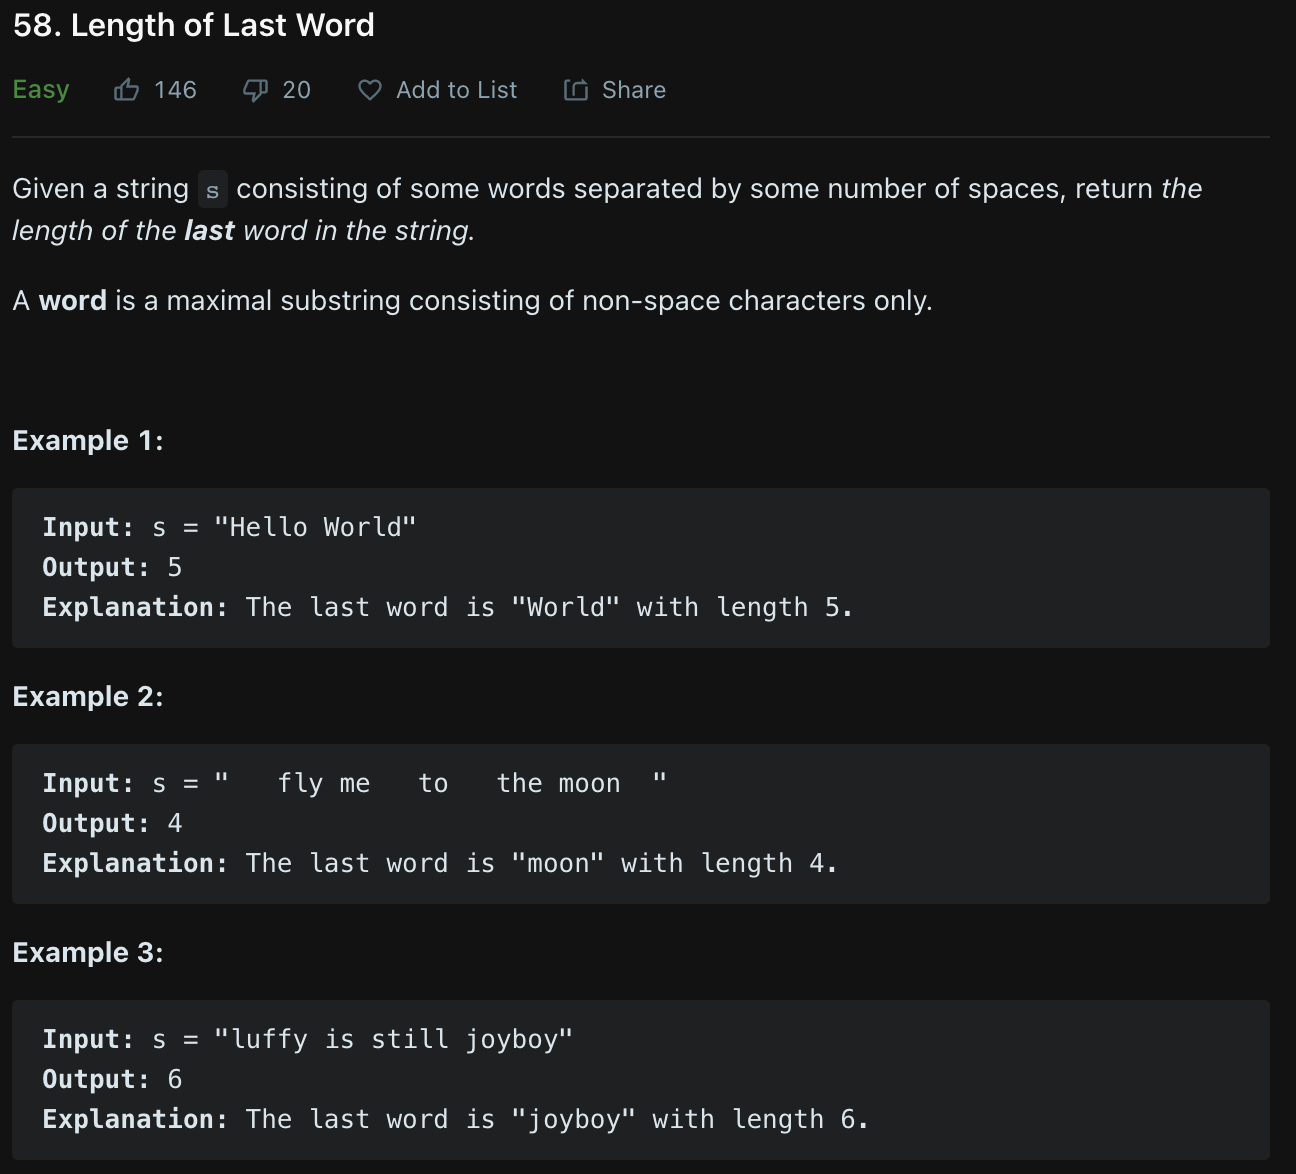 58. Length of Last Word
Easy 146 20 Add to List Share
Given a string s consisting of some words separated by some number of spaces, return the
length of the last word in the string.
A word is a maximal substring consisting of non-space characters only.
Example 1:
Input: s = "Hello World"
Output: 5
Explanation: The last word is "World" with length 5.
Example 2:
Input: s = "   fly me   to   the moon  "
Output: 4
Explanation: The last word is "moon" with length 4.
Example 3:
Input: s = "luffy is still joyboy"
Output: 6
Explanation: The last word is "joyboy" with length 6.